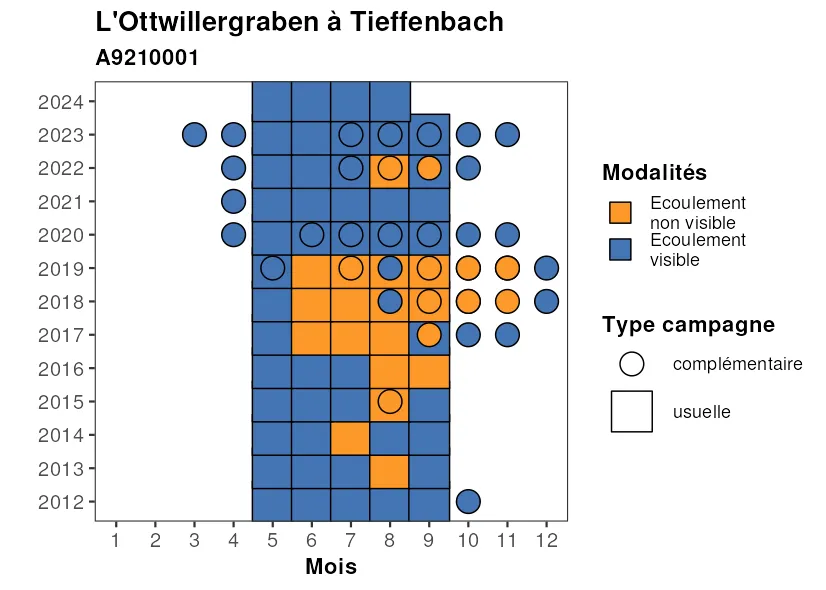 L'Ottwillergraben à Tieffenbach
A9210001
2024
2023
2022
2021
2020
2019
2018
2017
2016
2015
2014
2013
2012
1 2 3 4 5 6 7 8 9 10 11 12
Mois
Modalités
Ecoulement
non visible
Ecoulement
visible
Type campagne
complémentaire
usuelle